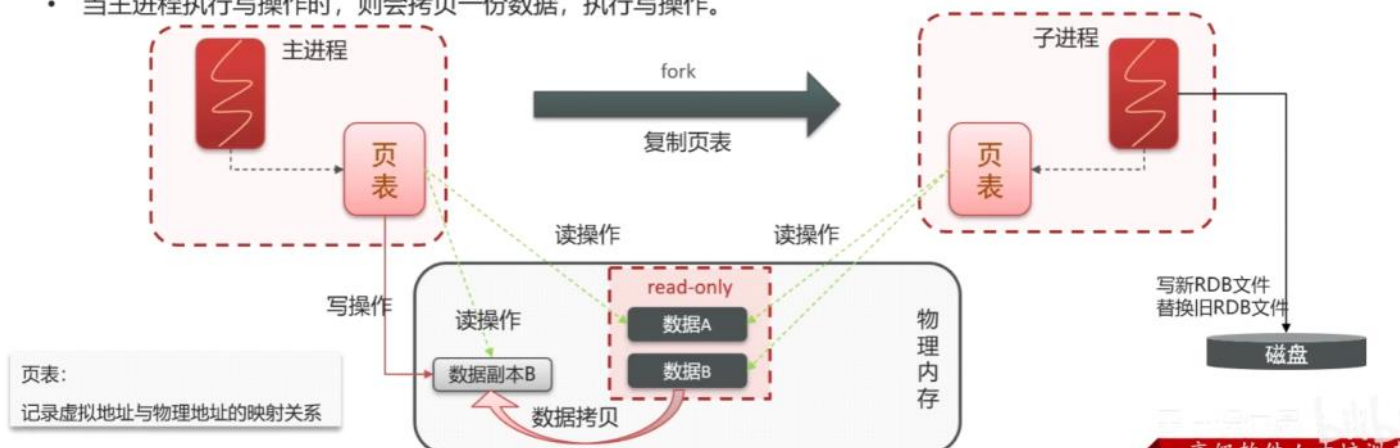 • 当主进程执行写操作时，则会拷贝一份数据，执行写操作。
主进程
子进程
fork
复制页表
页
表
页
表
读操作
读操作
写操作
读操作
read-only
数据A
数据B
数据副本B
数据拷贝
物
理
内
存
写新RDB文件
替换旧RDB文件
磁盘
页表：
记录虚拟地址与物理地址的映射关系